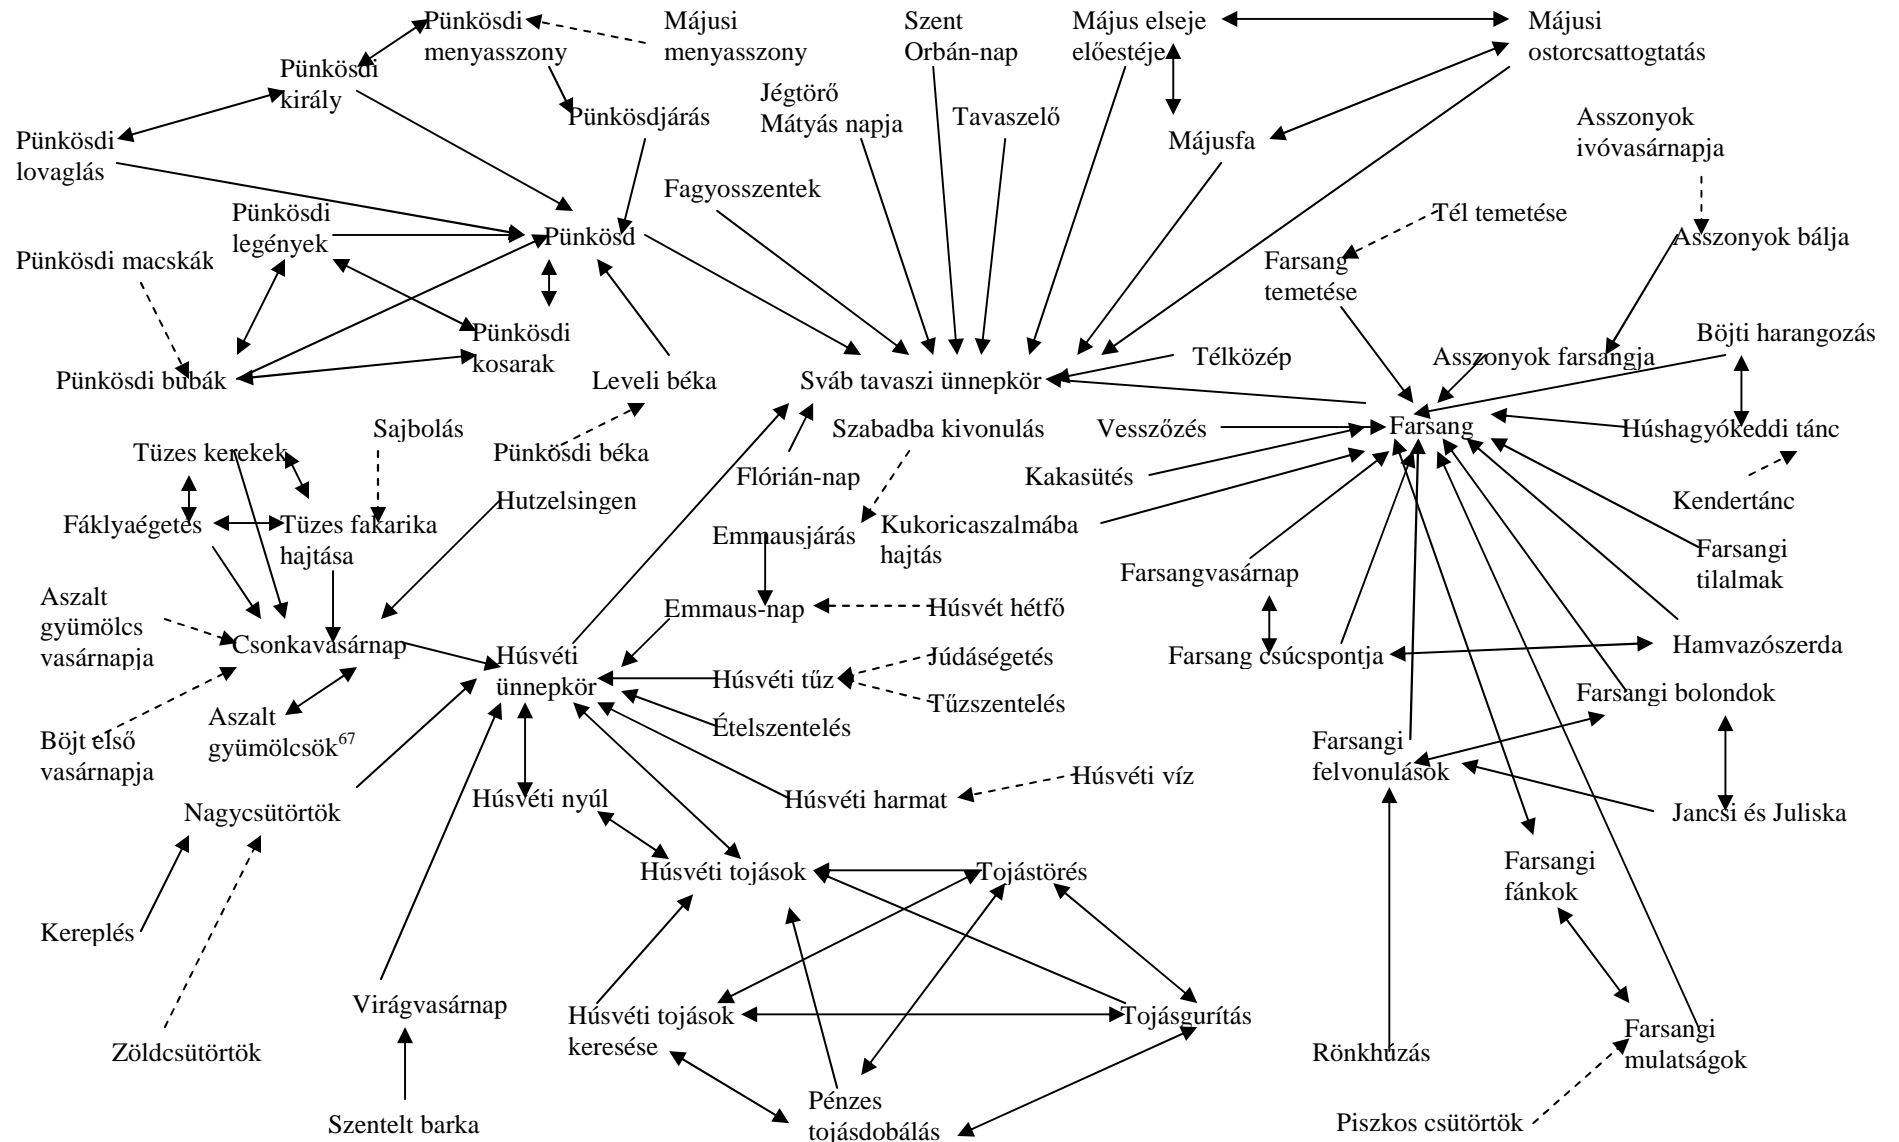 Pünkösdi
menyasszony
Májusi
menyasszony
Szent
Orbán-nap
Május elseje
előestéje
Májusi
ostorcsattogtatás
Pünkösdi
király
Jégtörő
Mátyás napja
Pünkösdjárás
Tavaszelő
Asszonyok
ivóvasárnapja
Pünkösdi
lovaglás
Májusfa
Fagyosszentek
Pünkösdi
legények
Tél temetése
Pünkösd
Asszonyok bálja
Pünkösdi macskák
Farsang
temetése
Pünkösdi
kosarak
Böjti harangozás
Télközép
Asszonyok farsangja
Pünkösdi bubák
Leveli béka
Sváb tavaszi ünnepkör
Sajbolás
Szabadba kivonulás
Vesszőzés
Farsang
Húshagyókeddi tánc
Tüzes kerekek
Pünkösdi béka
Flórián-nap
Kakasütés
Hutzelsingen
Kendertánc
Fáklyaégetés
Tüzes fakarika
hajtása
Emmausjárás
Kukoricaszalmába
hajtás
Farsangi
tilalmak
Farsangvasárnap
Aszalt
gyümölcs
vasárnapja
Emmaus-nap
Húsvét hétfő
Csonkavasárnap
Húsvéti
ünnepkör
Júdáségetés
Farsang csúcspontja
Hamvazószerda
Húsvéti tűz
Tűzszentelés
Farsangi bolondok
Aszalt
gyümölcsök67
Ételszentelés
Böjt első
vasárnapja
Farsangi
felvonulások
Húsvéti víz
Nagycsütörtök
Húsvéti nyúl
Húsvéti harmat
Jancsi és Juliska
Húsvéti tojások
Tojástörés
Farsangi
fánkok
Kereplés
Virágvasárnap
Húsvéti tojások
keresése
Tojásgurítás
Zöldcsütörtök
Rönkhúzás
Farsangi
mulatságok
Szentelt barka
Pénzes
tojásdobálás
Piszkos csütörtök